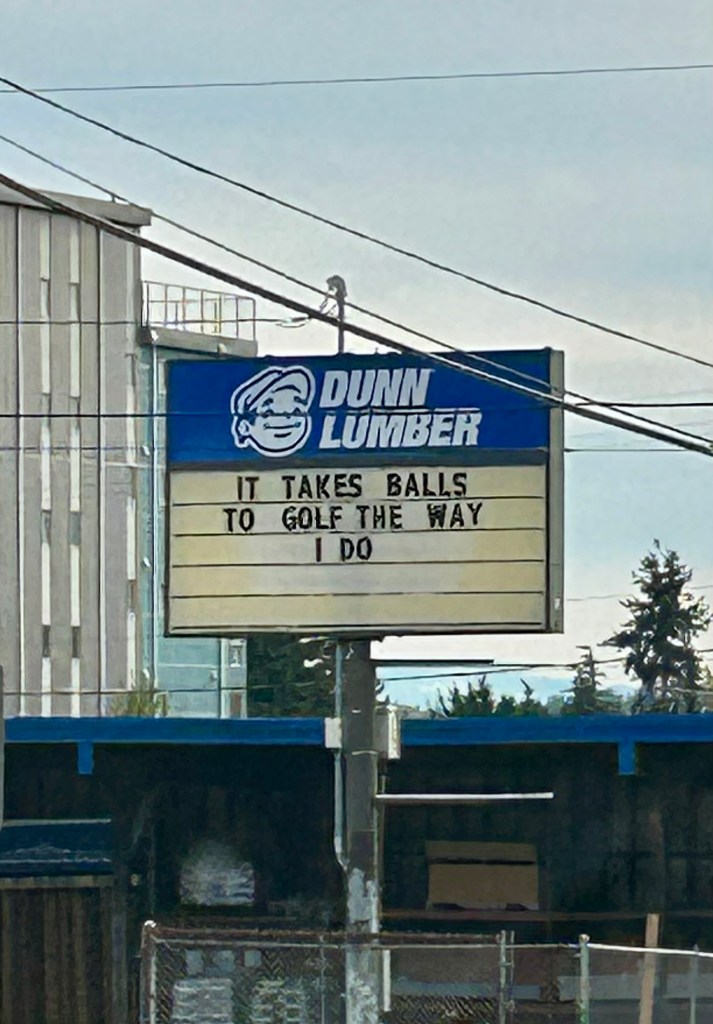 DUNN
LUMBER
IT TAKES BALLS
TO GOLF THE WAY
I DO